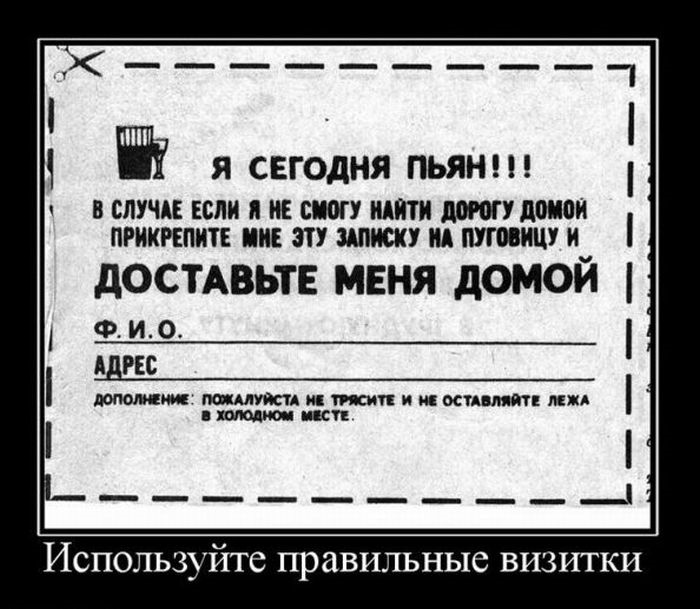 Я СЕГОДНЯ ПЬЯН!!!
В СЛУЧАЕ ЕСЛИ Я НЕ СМОГУ НАЙТИ ДОРОГУ ДОМОЙ
ПРИКРЕПИТЕ МНЕ ЭТУ ЗАПИСКУ НА ПУГОВИЦУ И
ДОСТАВЬТЕ МЕНЯ ДОМОЙ
Ф.И.О.
АДРЕС
ДОПОЛНЕНИЕ: ПОЖАЛУЙСТА НЕ ТРЯСИТЕ И НЕ ОСТАВЛЯЙТЕ ЛЕЖА
В ХОЛОДНОМ МЕСТЕ.
Используйте правильные визитки